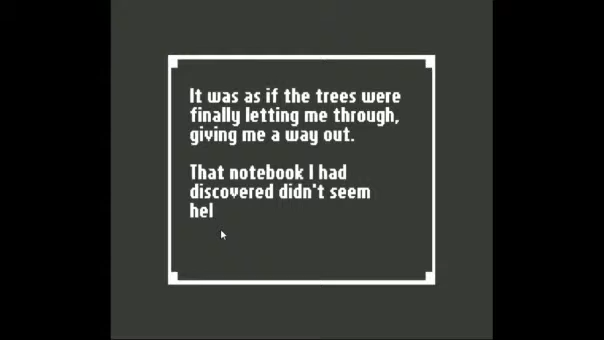 It was as if the trees were
finally letting me through,
giving me a way out.
That notebook I had
discovered didn't seem
hel